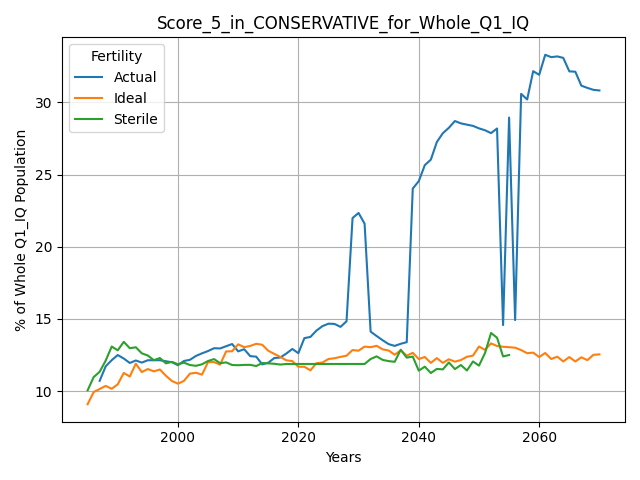 Score_5_in_CONSERVATIVE_for_Whole_Q1_IQ
Fertility
Actual
Ideal
Sterile
% of Whole Q1_IQ Population
30
25
20
15
10
2000 2020 2040 2060
Years